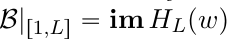 ℬ|_{[1,L]} = im H_L(w)